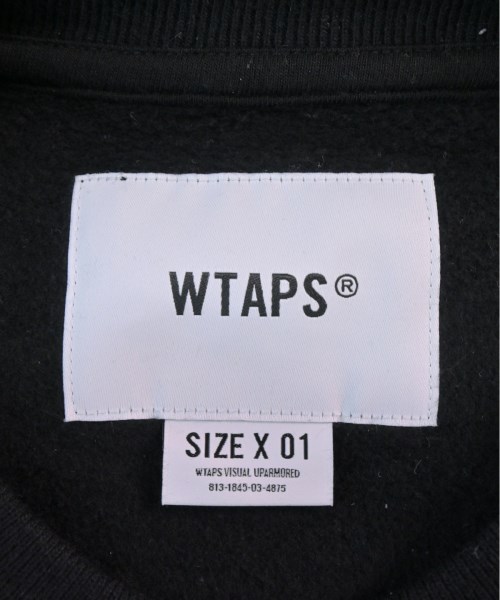 WTAPS®
SIZE X 01
WTAPS VISUAL UPARMORED
813-1845-03-4875